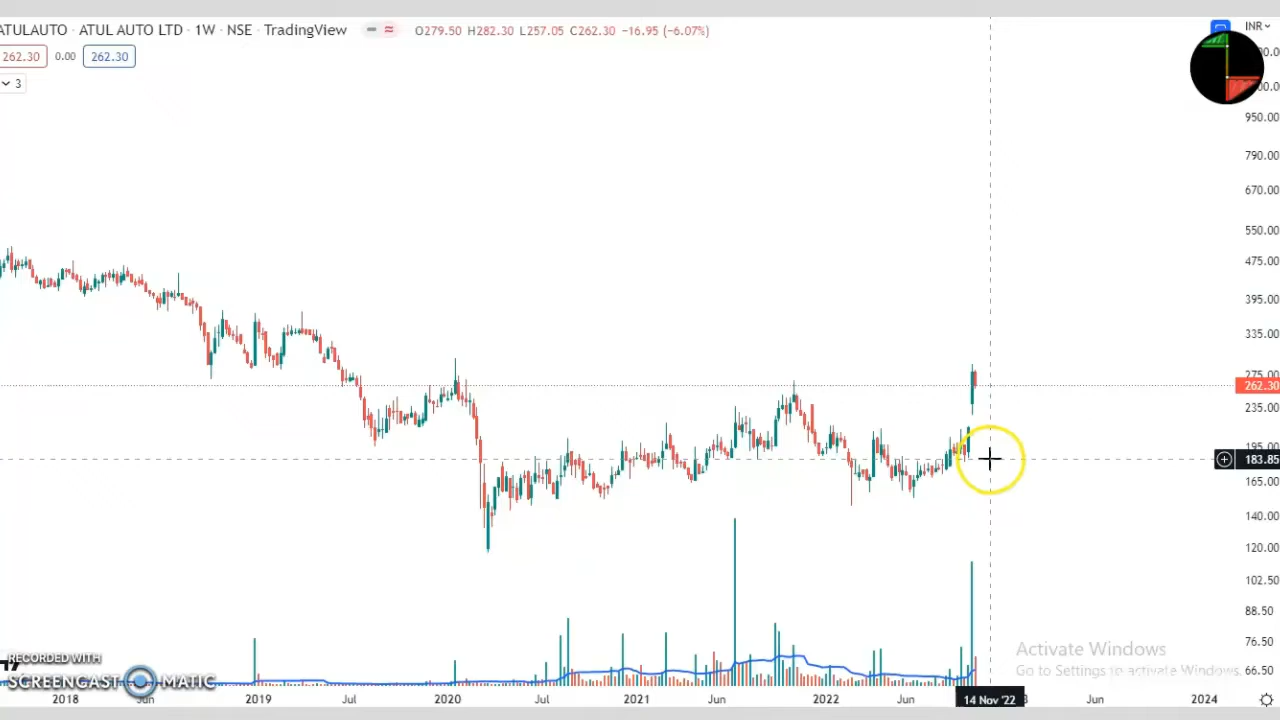 ATULAUTO · ATUL AUTO LTD · 1W · NSE · TradingView O279.50 H282.30 L257.05 C262.30 −16.95 (−6.07%)
INR
262.30 0.00 262.30
3
950.00
790.00
670.00
550.00
475.00
395.00
335.00
275.00
262.30
235.00
195.00
183.85
165.00
140.00
120.00
102.50
88.50
76.50
66.50
Activate Windows
Go to Settings to activate Windows.
RECORDED WITH
SCREENCAST-O-MATIC
2018 Jun 2019 Jul 2020 Jul 2021 Jun 2022 Jun 14 Nov '22 Jun 2024